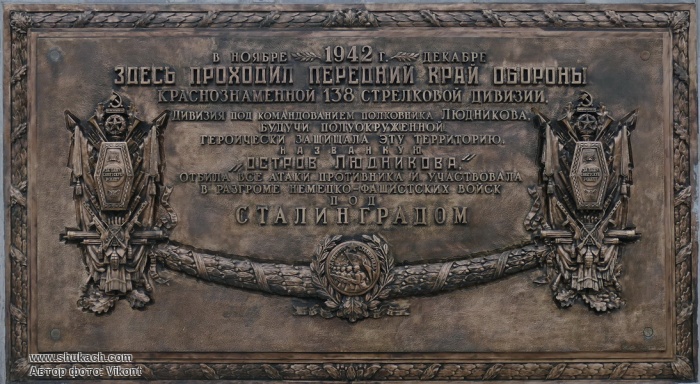 В НОЯБРЕ 1942 Г. ДЕКАБРЕ
ЗДЕСЬ ПРОХОДИЛ ПЕРЕДНИЙ КРАЙ ОБОРОНЫ
КРАСНОЗНАМЕННОЙ 138 СТРЕЛКОВОЙ ДИВИЗИИ.
ДИВИЗИЯ ПОД КОМАНДОВАНИЕМ ПОЛКОВНИКА ЛЮДНИКОВА,
БУДУЧИ ПОЛУОКРУЖЕННОЙ
ГЕРОИЧЕСКИ ЗАЩИЩАЛА ЭТУ ТЕРРИТОРИЮ,
НАЗВАННУЮ
"ОСТРОВ ЛЮДНИКОВА,"
ОТБИЛА ВСЕ АТАКИ ПРОТИВНИКА И УЧАСТВОВАЛА
В РАЗГРОМЕ НЕМЕЦКО-ФАШИСТСКИХ ВОЙСК
ПОД
СТАЛИНГРАДОМ
www.shukach.com
Автор фото: Vikont